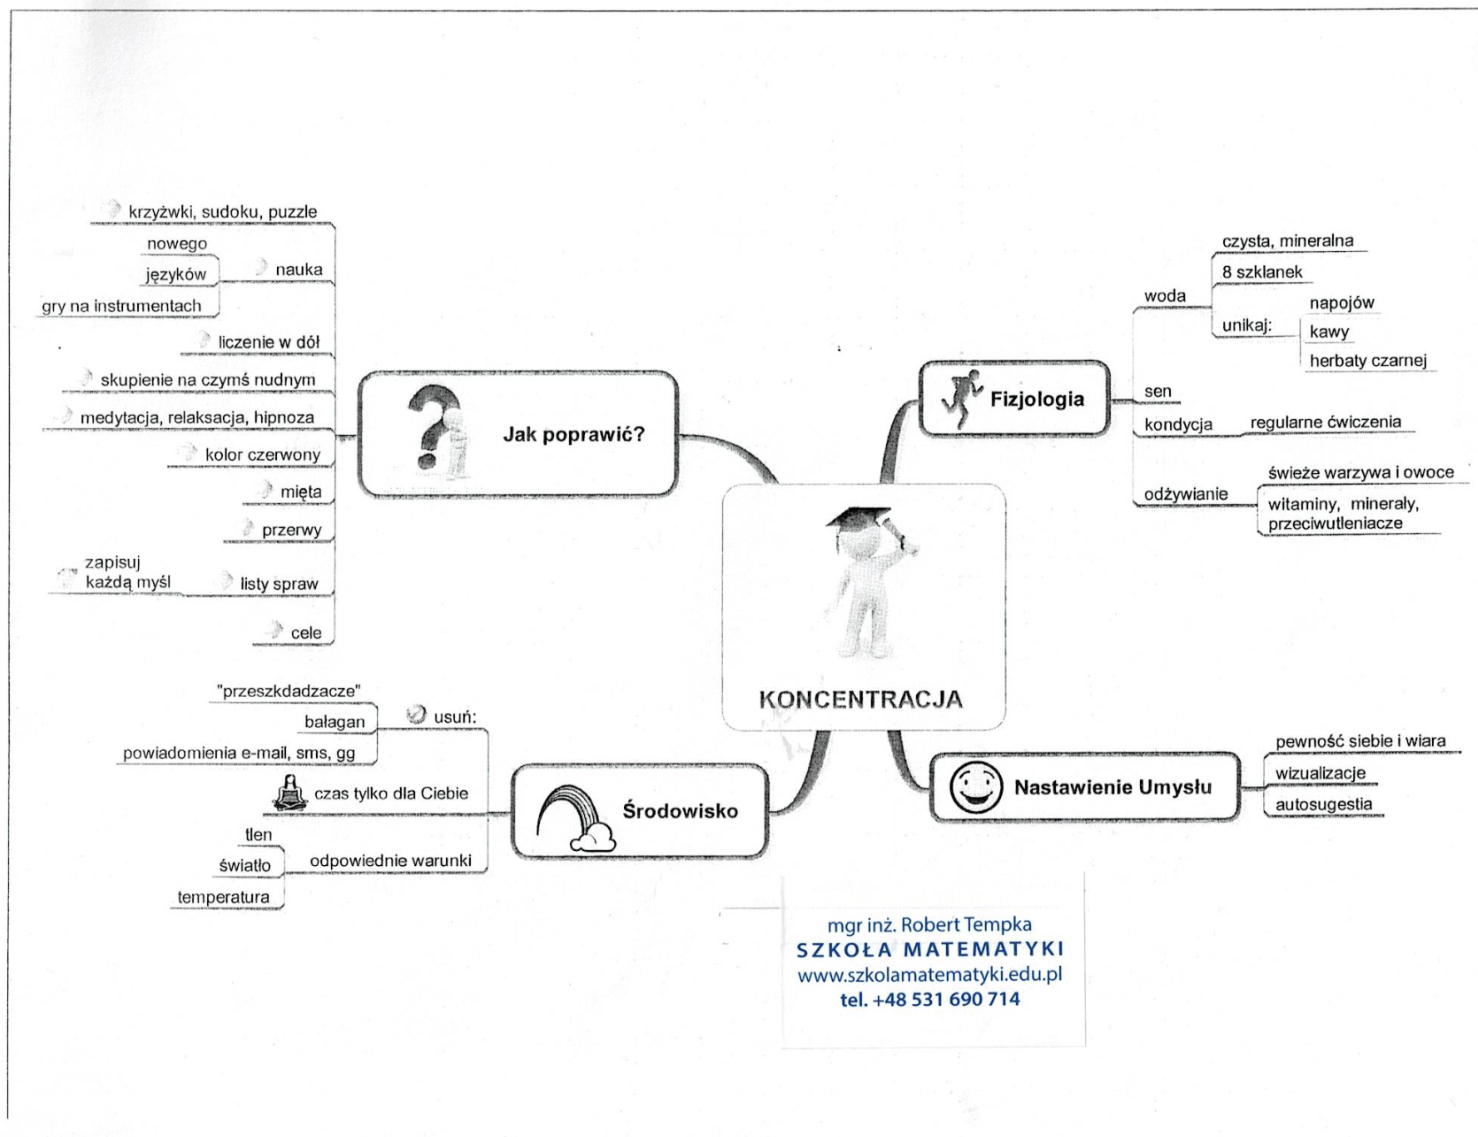 krzyżwki, sudoku, puzzle
nowego
języków
gry na instrumentach
nauka
liczenie w dół
skupienie na czymś nudnym
medytacja, relaksacja, hipnoza
kolor czerwony
mięta
przerwy
zapisuj
każdą myśl
listy spraw
cele
Jak poprawić?
czysta, mineralna
8 szklanek
woda
unikaj:
napojów
kawy
herbaty czarnej
Fizjologia
sen
kondycja
regularne ćwiczenia
odżywianie
świeże warzywa i owoce
witaminy, minerały,
przeciwutleniacze
KONCENTRACJA
"przeszkdadzacze"
bałagan
powiadomienia e-mail, sms, gg
usuń:
czas tylko dla Ciebie
tlen
światło
temperatura
odpowiednie warunki
Środowisko
Nastawienie Umysłu
pewność siebie i wiara
wizualizacje
autosugestia
mgr inż. Robert Tempka
SZKOŁA MATEMATYKI
www.szkolamatematyki.edu.pl
tel. +48 531 690 714